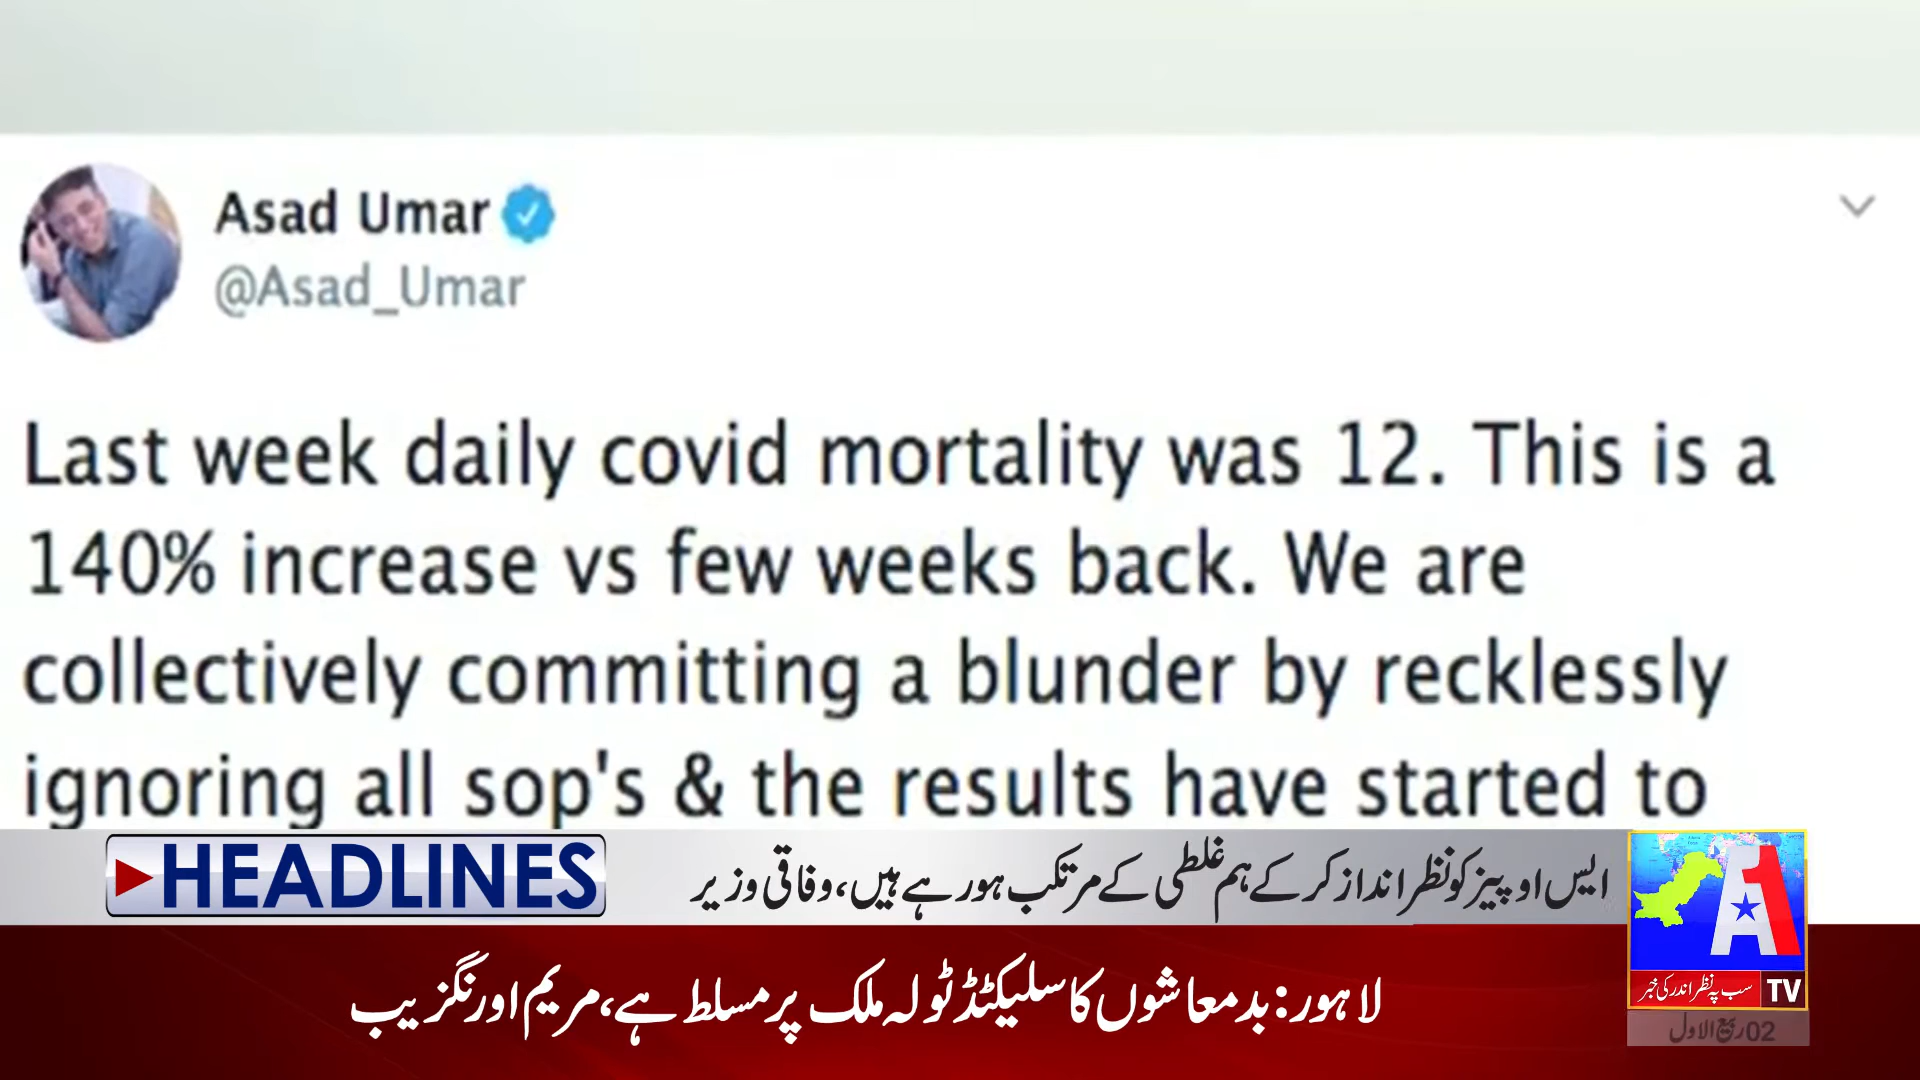 Asad Umar
@Asad_Umar
Last week daily covid mortality was 12. This is a
140% increase vs few weeks back. We are
collectively committing a blunder by recklessly
ignoring all sop's & the results have started to
HEADLINES
ایس او پیز کو نظر انداز کر کے ہم غلطی کے مرتکب ہو رہے ہیں، وفاقی وزیر
لاہور: بدمعاشوں کا سلیکٹڈ ٹولہ ملک پر مسلط ہے، مریم اورنگزیب
A1
سب پہ نظر اندر کی خبر TV
02 ربیع الاول